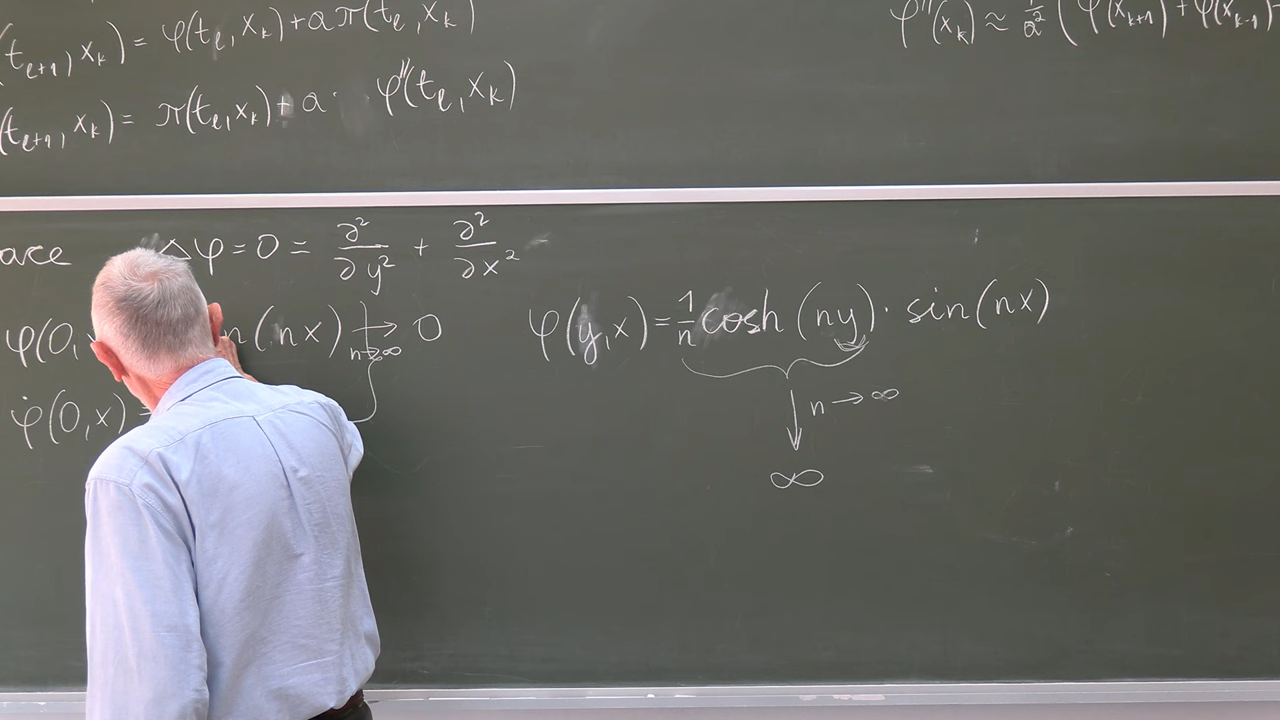 (t_{ℓ+1}, x_k) = φ(t_ℓ, x_k) + a π(t_ℓ, x_k)
φ''(x_k) ≈ 1/a² (φ(x_{k+1}) + φ(x_{k-1}) -
(t_{ℓ+1}, x_k) = π(t_ℓ, x_k) + a · φ''(t_ℓ, x_k)
Δφ = 0 = ∂²/∂y² + ∂²/∂x²
φ(0, n(nx) → 0
n→∞
φ(y,x) = 1/n cosh(ny) · sin(nx)
φ̇(0,x)
n → ∞
∞